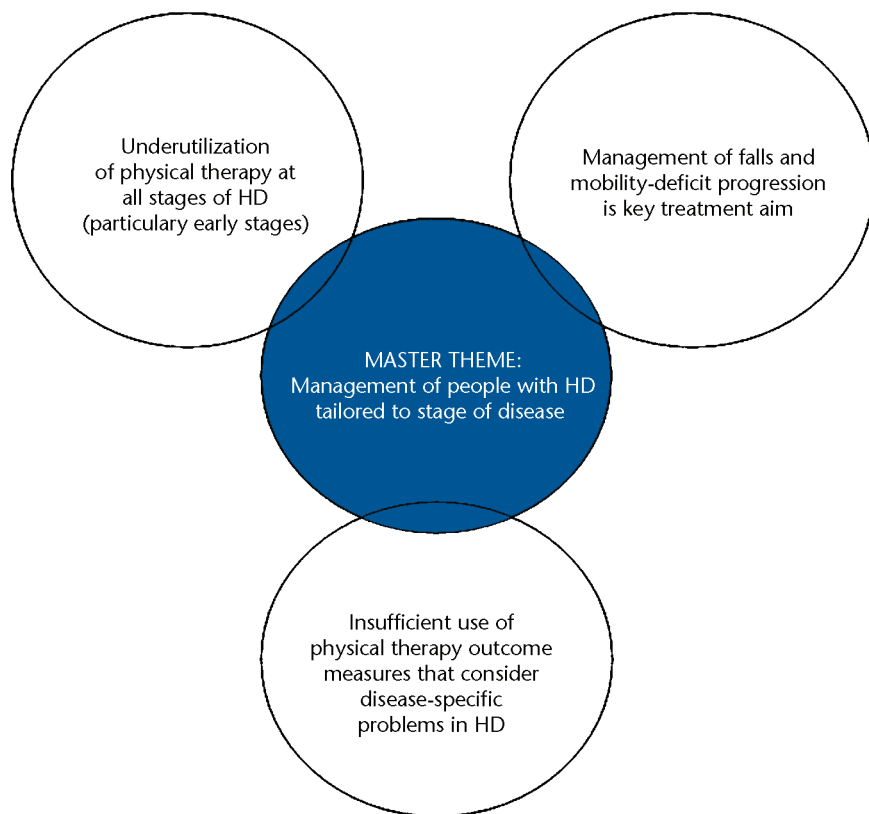 Underutilization
of physical therapy at
all stages of HD
(particulary early stages)
Management of falls and
mobility-deficit progression
is key treatment aim
MASTER THEME:
Management of people with HD
tailored to stage of disease
Insufficient use of
physical therapy outcome
measures that consider
disease-specific
problems in HD